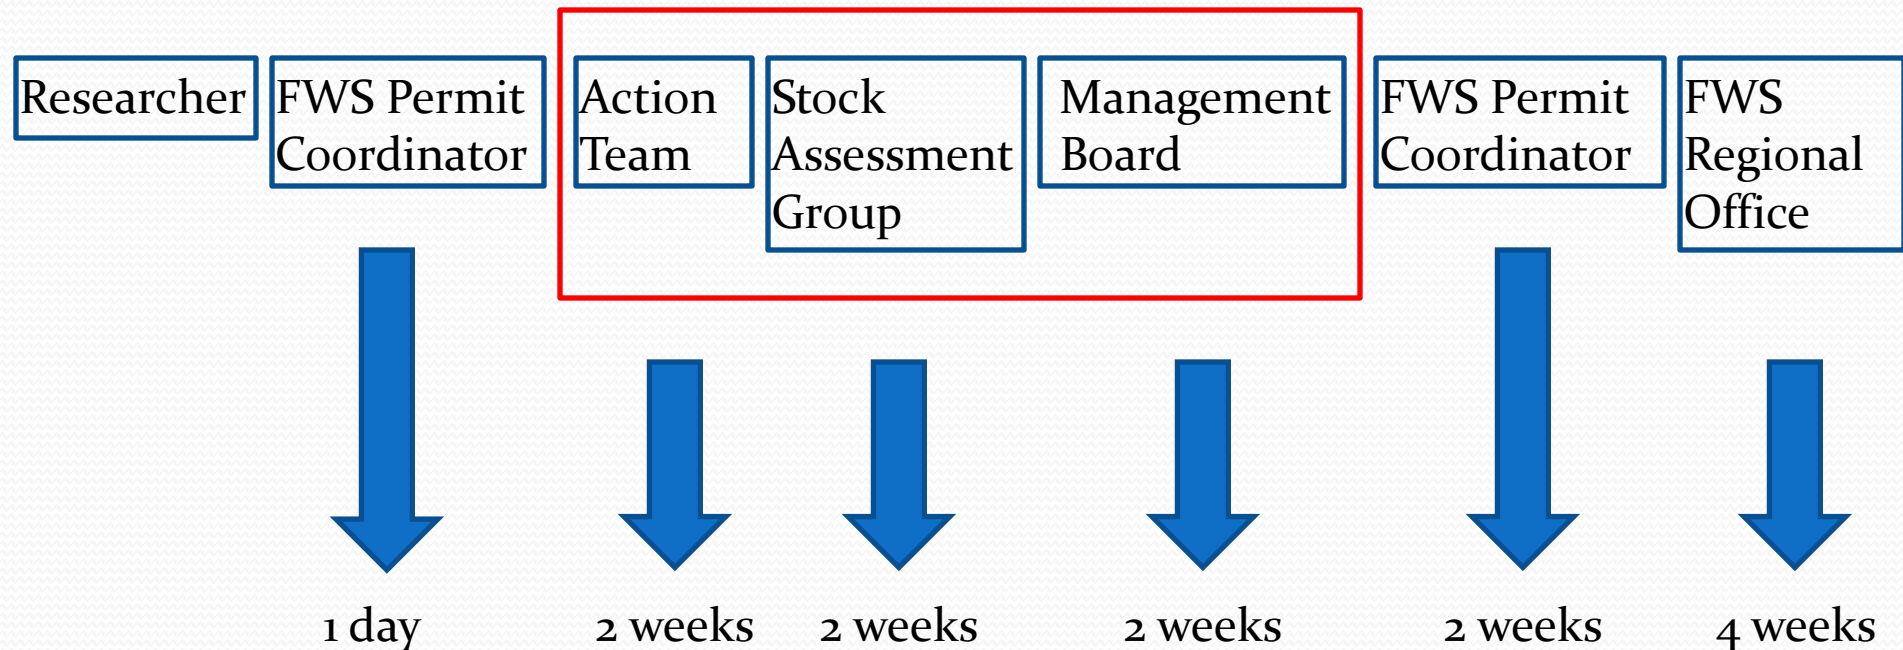 Researcher
FWS Permit
Coordinator
Action
Team
Stock
Assessment
Group
Management
Board
FWS Permit
Coordinator
FWS
Regional
Office
1 day
2 weeks
2 weeks
2 weeks
2 weeks
4 weeks